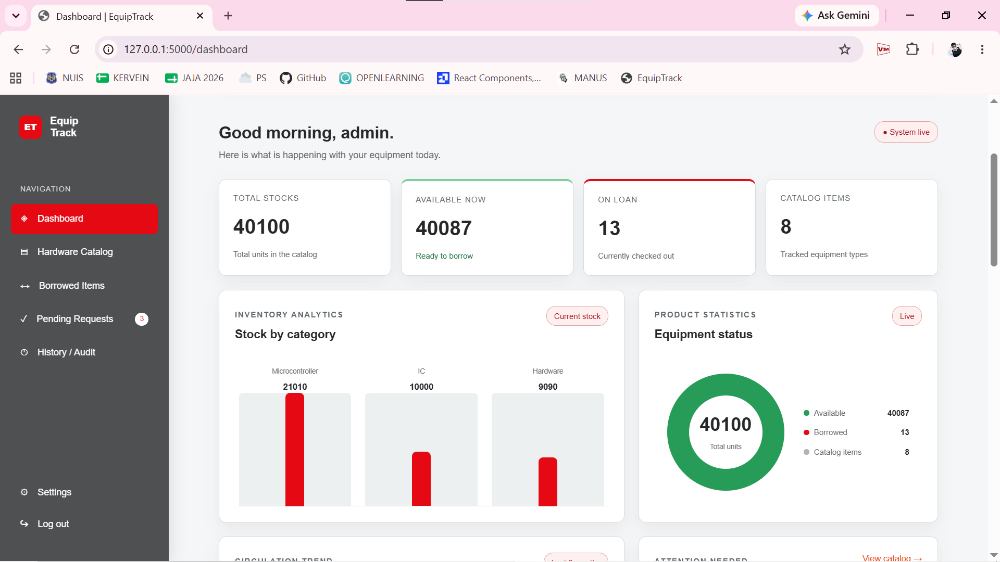 Dashboard | EquipTrack
Ask Gemini
127.0.0.1:5000/dashboard
VM
NUIS
KERVEIN
JAJA 2026
PS
GitHub
OPENLEARNING
React Components,...
MANUS
EquipTrack
ET
Equip
Track
NAVIGATION
Dashboard
Hardware Catalog
Borrowed Items
Pending Requests 3
History / Audit
Settings
Log out
Good morning, admin.
Here is what is happening with your equipment today.
• System live
TOTAL STOCKS
40100
Total units in the catalog
AVAILABLE NOW
40087
Ready to borrow
ON LOAN
13
Currently checked out
CATALOG ITEMS
8
Tracked equipment types
INVENTORY ANALYTICS
Stock by category
Current stock
Microcontroller
21010
IC
10000
Hardware
9090
PRODUCT STATISTICS
Equipment status
Live
40100
Total units
Available 40087
Borrowed 13
Catalog items 8
CIRCULATION TREND
ATTENTION NEEDED
View catalog →